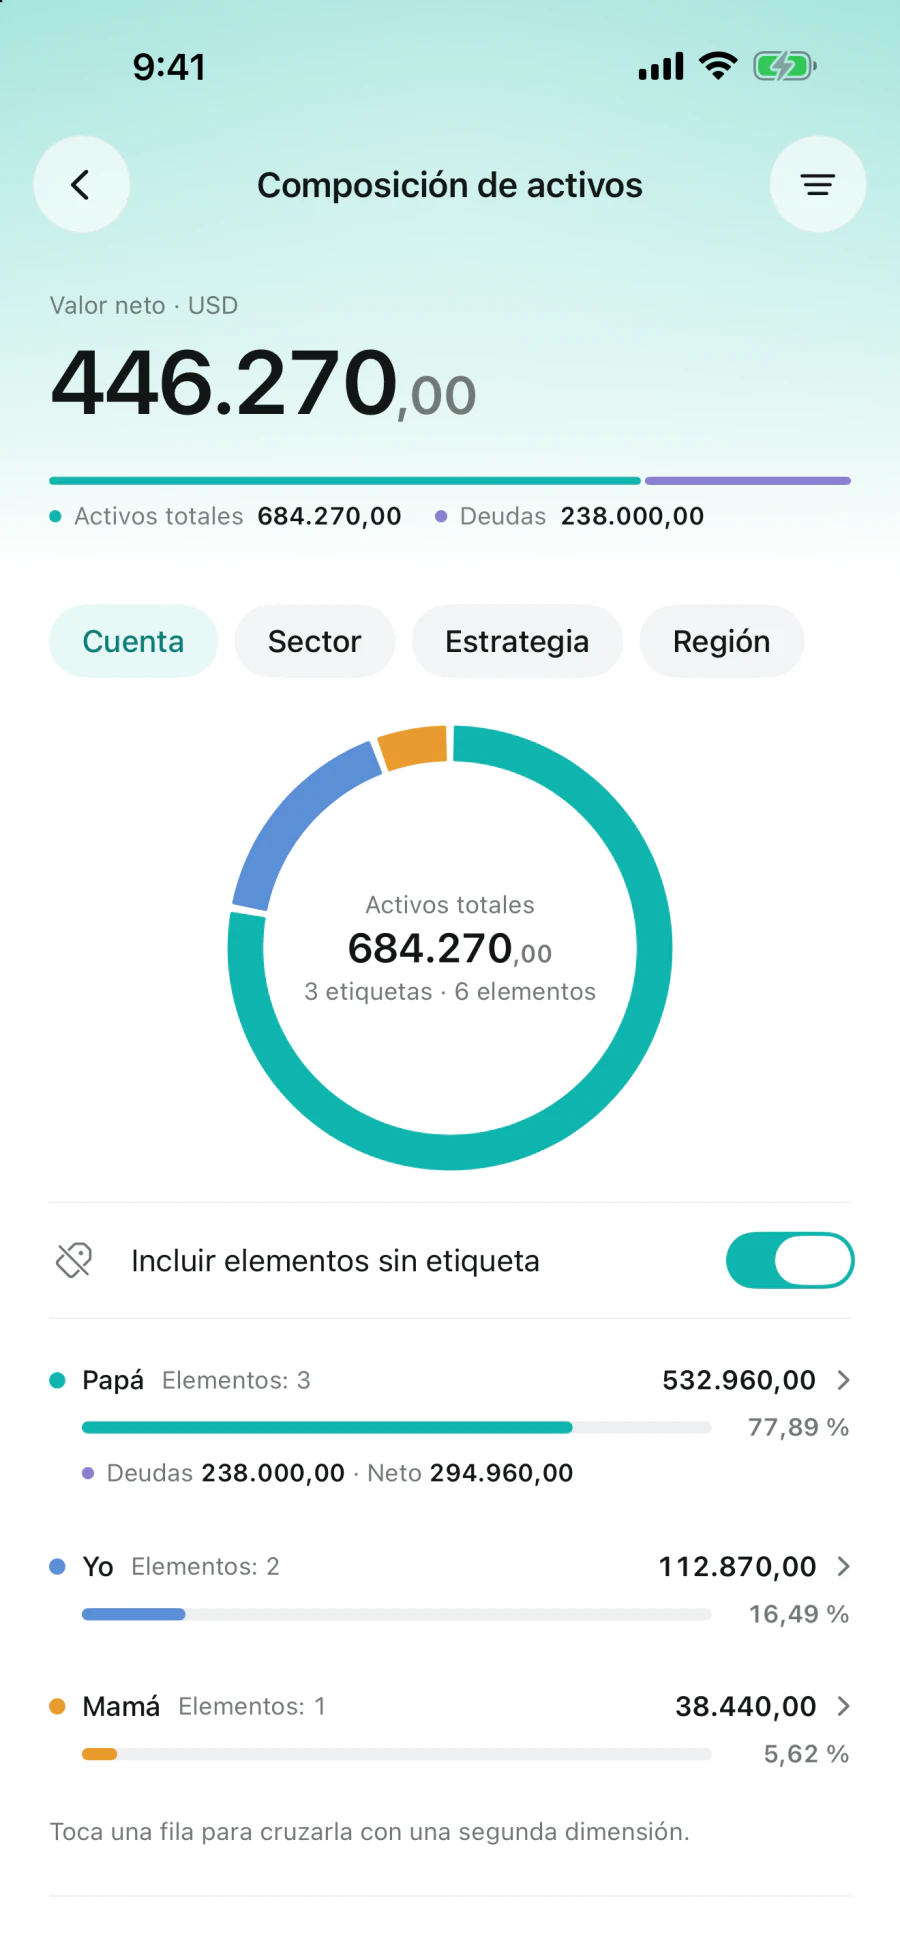 9:41
Composición de activos
Valor neto · USD
446.270,00
Activos totales 684.270,00 Deudas 238.000,00
Cuenta Sector Estrategia Región
Activos totales
684.270,00
3 etiquetas · 6 elementos
Incluir elementos sin etiqueta
Papá Elementos: 3 532.960,00
77,89 %
Deudas 238.000,00 · Neto 294.960,00
Yo Elementos: 2 112.870,00
16,49 %
Mamá Elementos: 1 38.440,00
5,62 %
Toca una fila para cruzarla con una segunda dimensión.